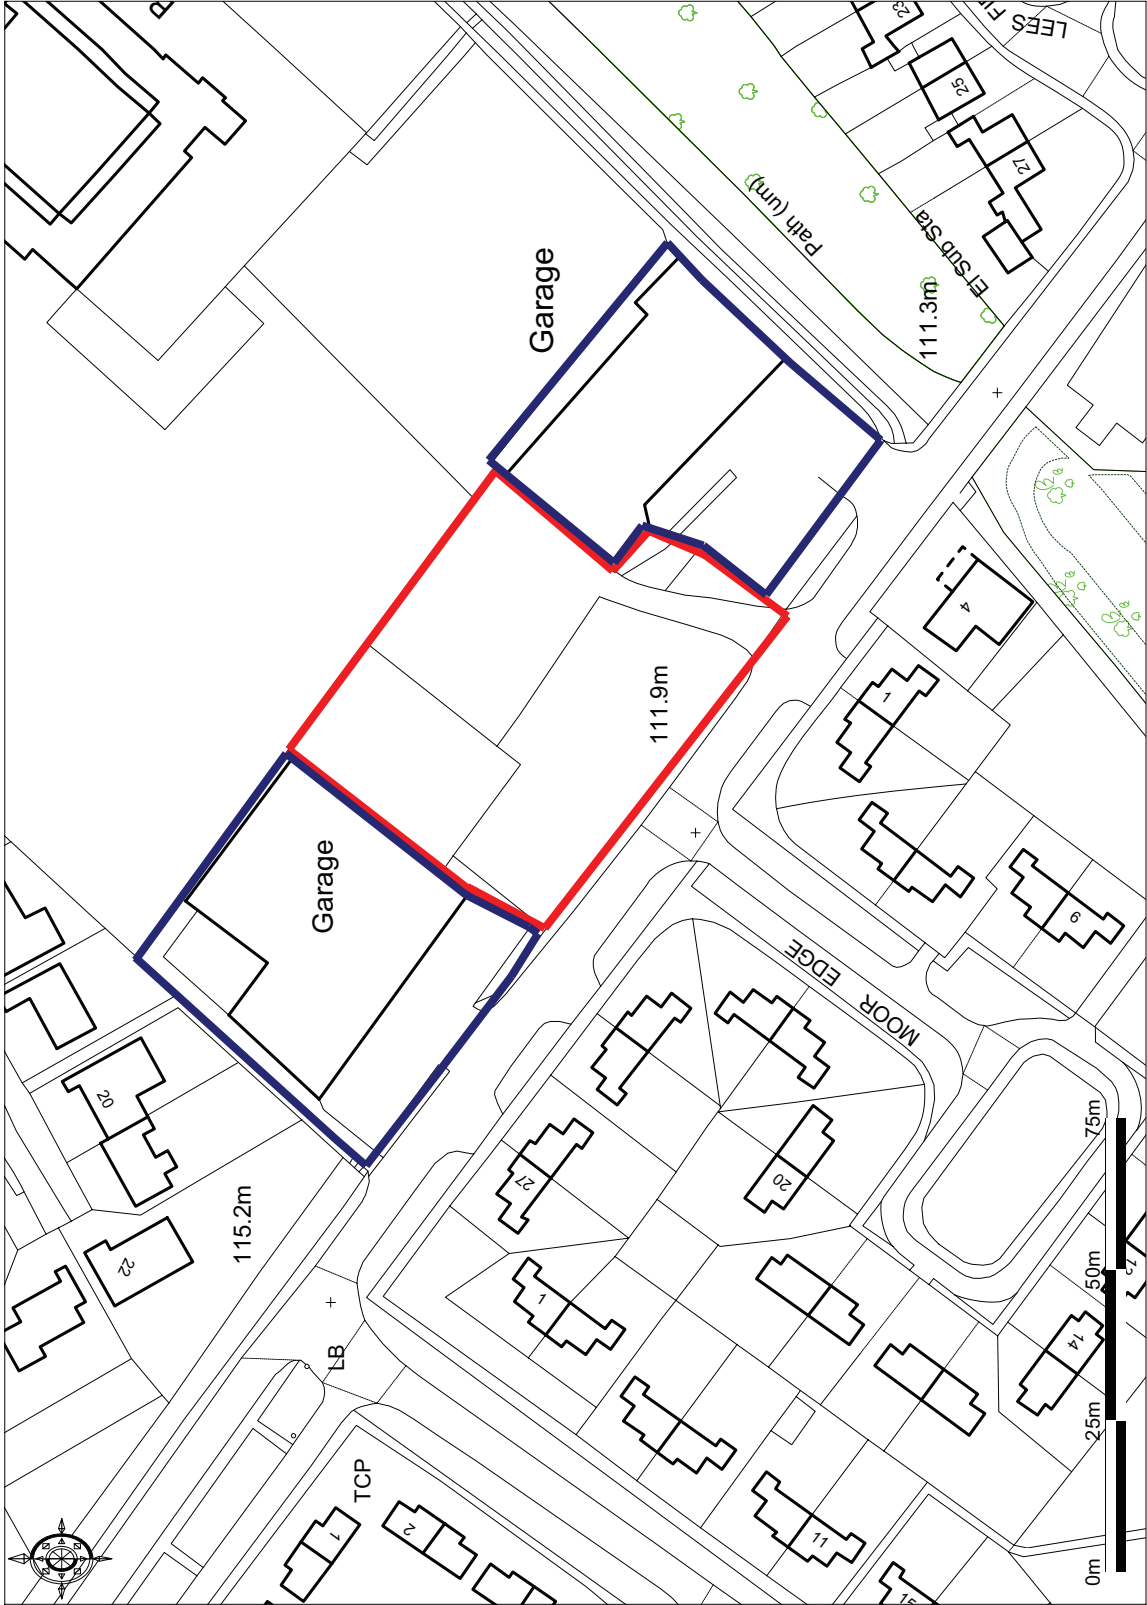 23
LEES
25
27
Path (um)
El Sub Sta
111.3m
Garage
4
1
111.9m
Garage
9
MOOR EDGE
20
22
115.2m
27
20
1
LB
14
TCP
1
2
11
0m
25m
50m
75m